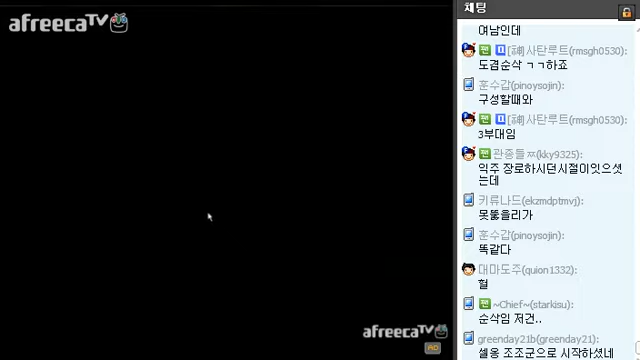 afreecaTV
채팅
여남인데
[神]사탄루트(rmsgh0530):
도겸순삭 ㄱㄱ하죠
훈수갑(pinoysojin):
구성할때와
[神]사탄루트(rmsgh0530):
3부대임
관중들ㅉ(kky9325):
익주 장로하시던시절이잇으셧
는데
키류나드(ekzmdptmvj):
못뚫을리가
훈수갑(pinoysojin):
똑같다
대마도주(quion1332):
헐
~Chief~(starkisu):
순삭임 저건..
greenday21b(greenday21):
셀옹 조조군으로 시작하셨네
afreecaTV
AD